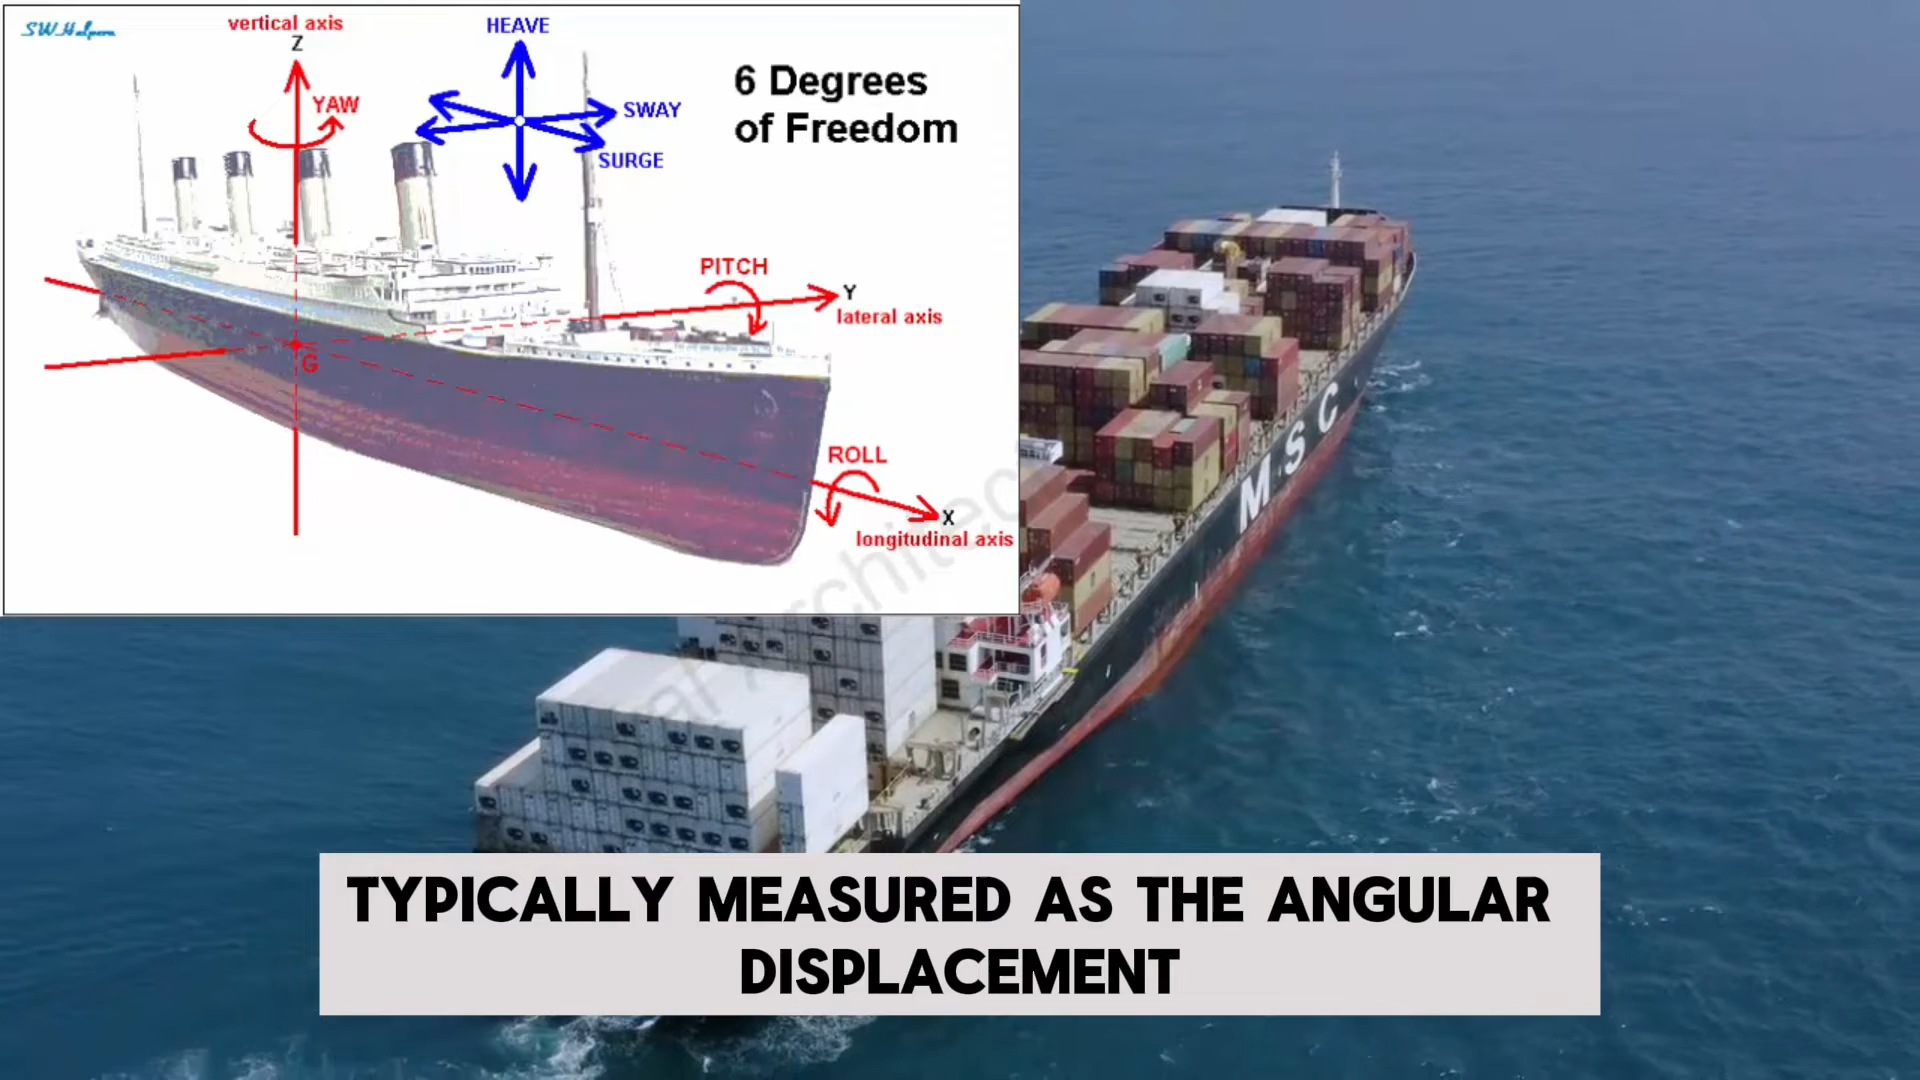 SW Helpers
vertical axis
Z
YAW
HEAVE
SWAY
SURGE
6 Degrees
of Freedom
PITCH
Y
lateral axis
G
ROLL
X
longitudinal axis
MSC
TYPICALLY MEASURED AS THE ANGULAR
DISPLACEMENT